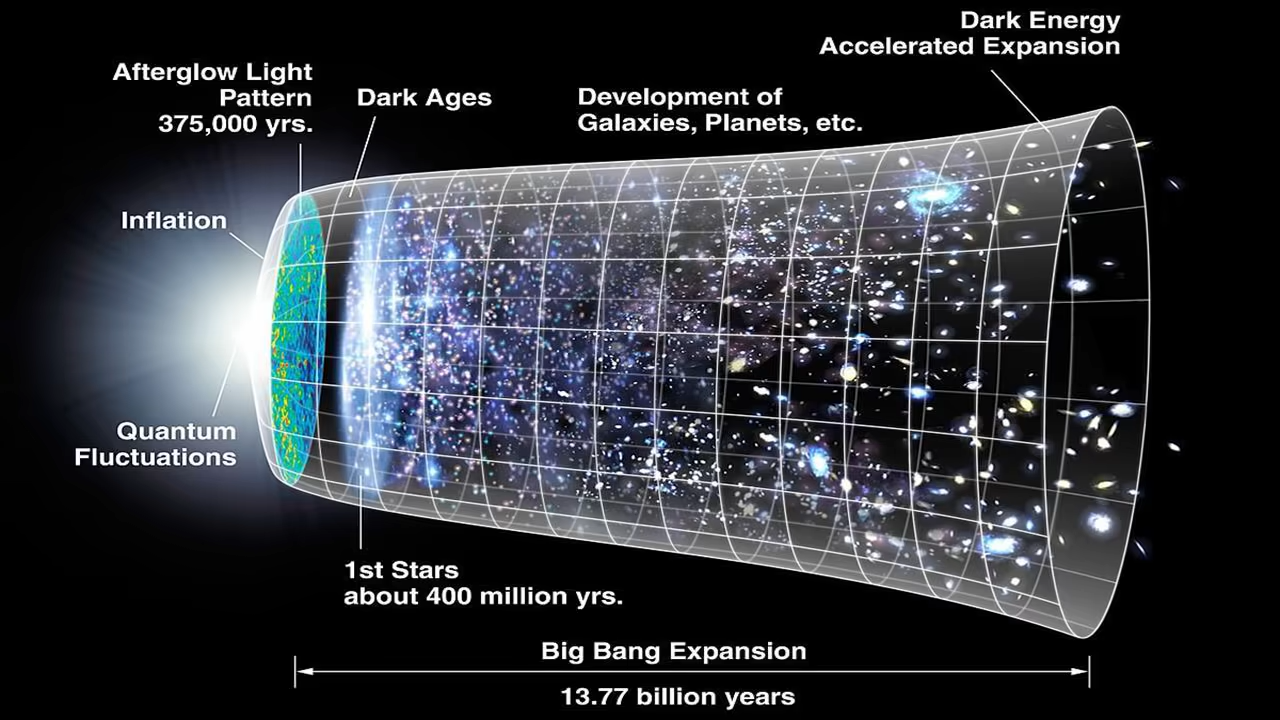 Dark Energy
Accelerated Expansion
Afterglow Light
Pattern
375,000 yrs.
Dark Ages
Development of
Galaxies, Planets, etc.
Inflation
Quantum
Fluctuations
1st Stars
about 400 million yrs.
Big Bang Expansion
13.77 billion years